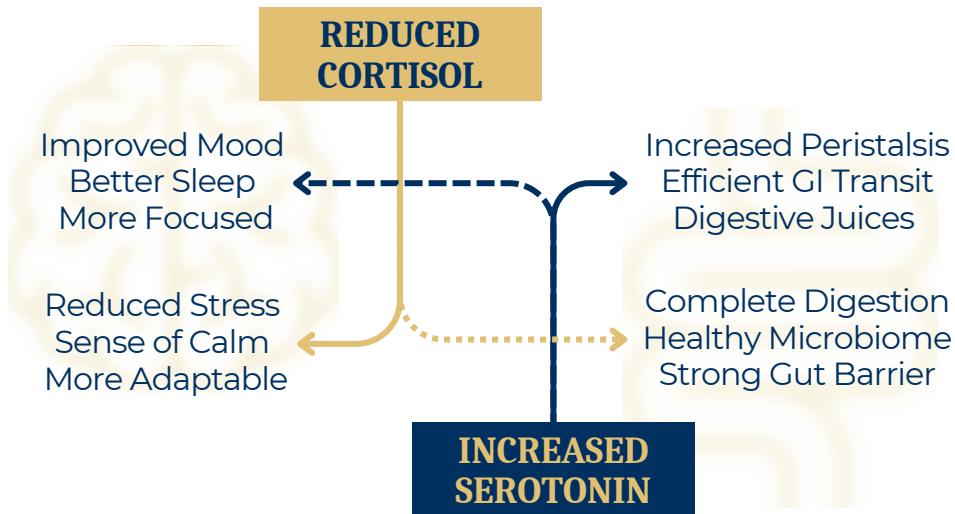 REDUCED
CORTISOL
Improved Mood
Better Sleep
More Focused
Increased Peristalsis
Efficient GI Transit
Digestive Juices
Reduced Stress
Sense of Calm
More Adaptable
Complete Digestion
Healthy Microbiome
Strong Gut Barrier
INCREASED
SEROTONIN